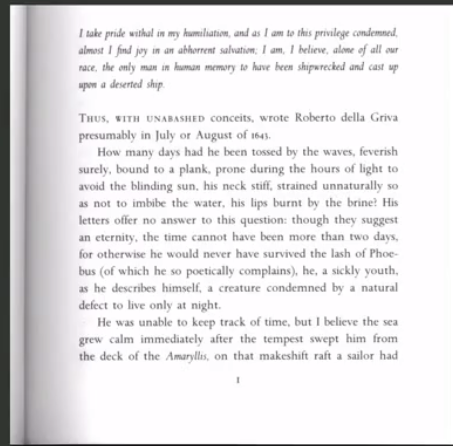 I take pride withal in my humiliation, and as I am to this privilege condemned,
almost I find joy in an abhorrent salvation; I am, I believe, alone of all our
race, the only man in human memory to have been shipwrecked and cast up
upon a deserted ship.
THUS, WITH UNABASHED conceits, wrote Roberto della Griva
presumably in July or August of 1643.
How many days had he been tossed by the waves, feverish
surely, bound to a plank, prone during the hours of light to
avoid the blinding sun, his neck stiff, strained unnaturally so
as not to imbibe the water, his lips burnt by the brine? His
letters offer no answer to this question: though they suggest
an eternity, the time cannot have been more than two days,
for otherwise he would never have survived the lash of Phoe-
bus (of which he so poetically complains), he, a sickly youth,
as he describes himself, a creature condemned by a natural
defect to live only at night.
He was unable to keep track of time, but I believe the sea
grew calm immediately after the tempest swept him from
the deck of the Amaryllis, on that makeshift raft a sailor had
1